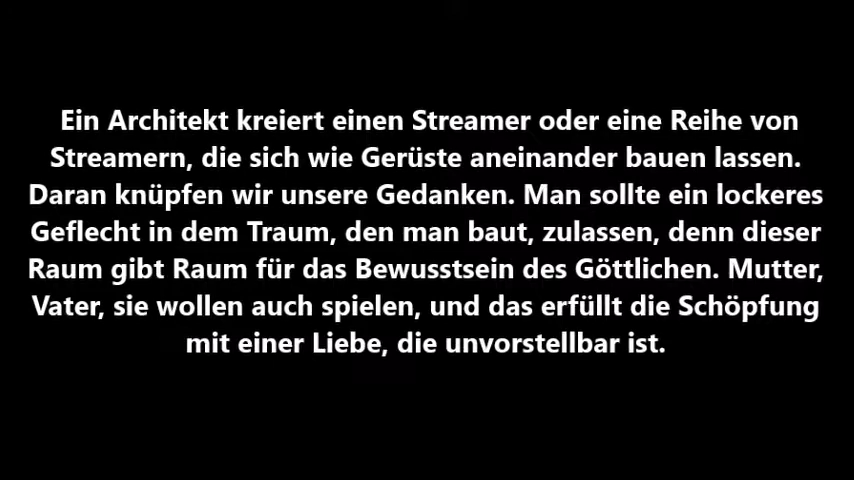 Ein Architekt kreiert einen Streamer oder eine Reihe von
Streamern, die sich wie Gerüste aneinander bauen lassen.
Daran knüpfen wir unsere Gedanken. Man sollte ein lockeres
Geflecht in dem Traum, den man baut, zulassen, denn dieser
Raum gibt Raum für das Bewusstsein des Göttlichen. Mutter,
Vater, sie wollen auch spielen, und das erfüllt die Schöpfung
mit einer Liebe, die unvorstellbar ist.